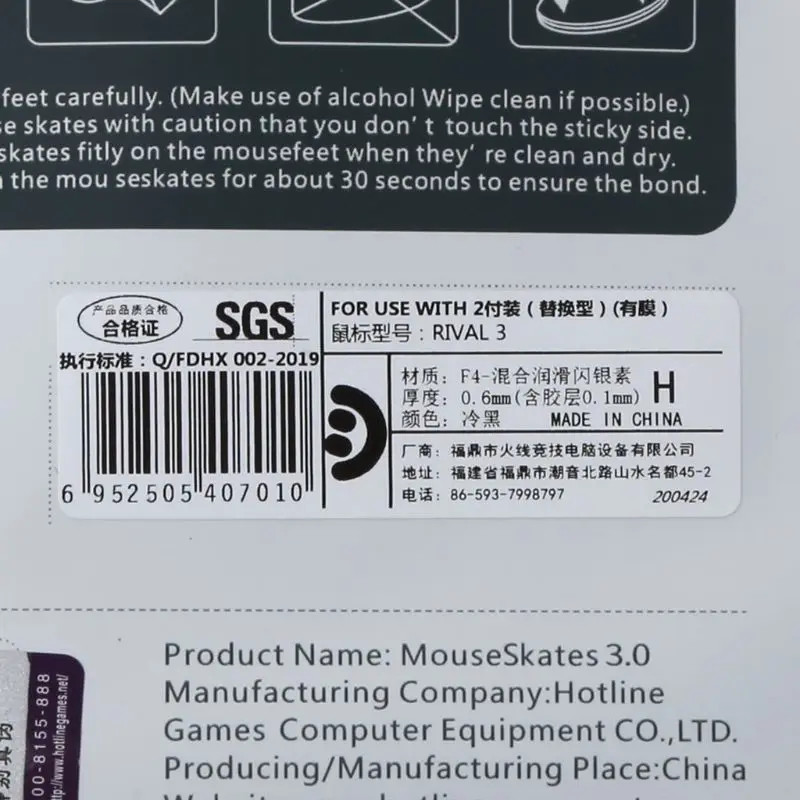 feet carefully. (Make use of alcohol Wipe clean if possible.)
skates with caution that you don't touch the sticky side.
skates fitly on the mousefeet when they're clean and dry.
the mou seskates for about 30 seconds to ensure the bond.
产品品质合格
合格证
SGS
执行标准：Q/FDHX 002-2019
6 952505 407010
FOR USE WITH 2付装（替换型）(有膜）
鼠标型号：RIVAL 3
材质：F4-混合润滑闪银素
厚度：0.6mm(含胶层0.1mm)
H
颜色：冷黑 MADE IN CHINA
厂商：福鼎市火线竞技电脑设备有限公司
地址：福建省福鼎市潮音北路山水名都45-2
电话：86-593-7998797
200424
Product Name: MouseSkates 3.0
Manufacturing Company:Hotline
Games Computer Equipment CO.,LTD.
Producing/Manufacturing Place:China
00-8155-888
http://www.hotlinegames.net/